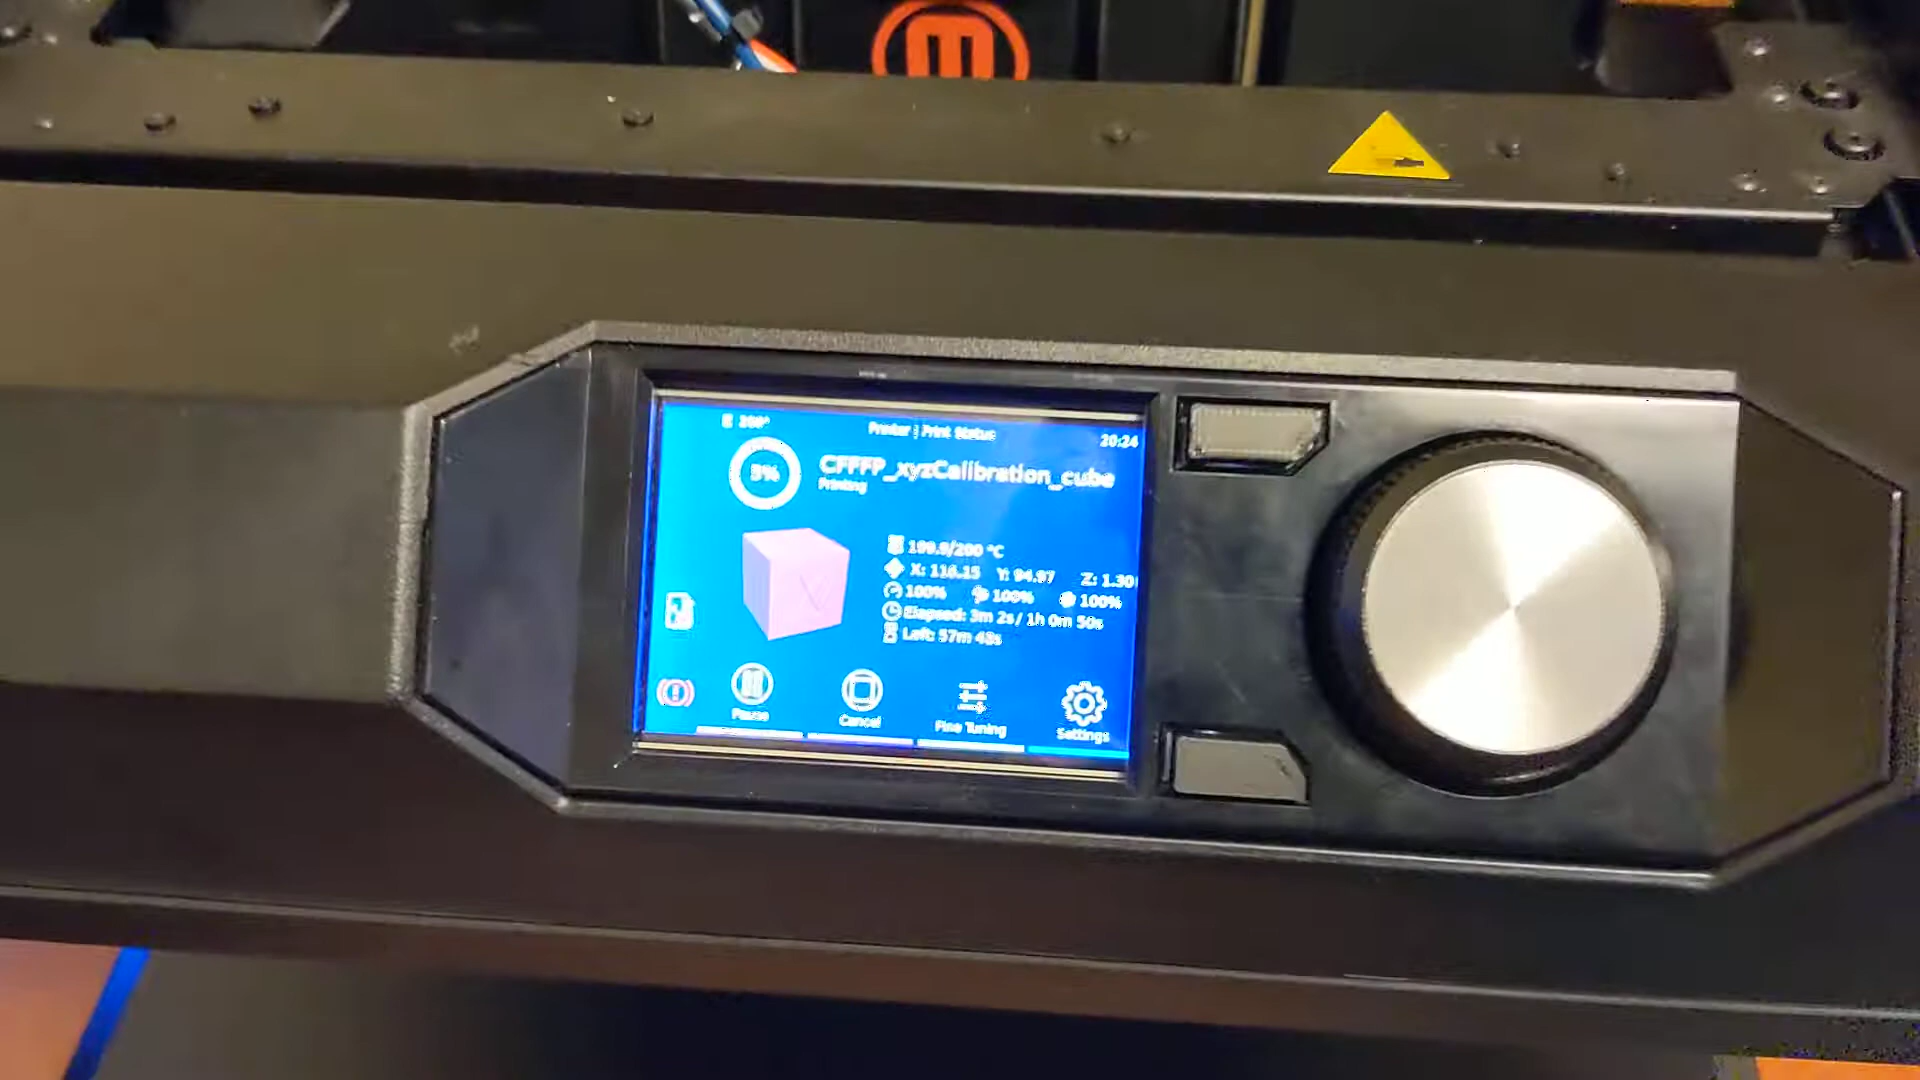 200°
Printer | Print Status
20:24
CFFFP_xyzCalibration_cube
Printing
199.9/200 °C
X: 116.15 Y: 94.97 Z: 1.30
100% 100% 100%
Elapsed: 3m 2s/ 1h 0m 50s
Left: 57m 48s
Pause
Cancel
Fine Tuning
Settings